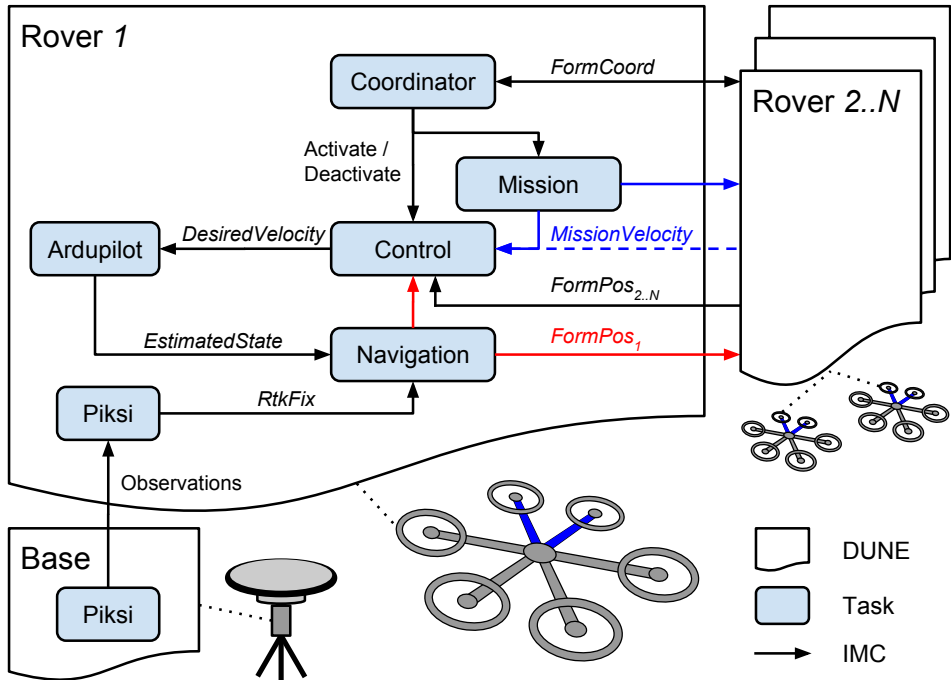 Rover 1
Coordinator
FormCoord
Rover 2..N
Activate /
Deactivate
Mission
Ardupilot
DesiredVelocity
Control
MissionVelocity
FormPos2..N
EstimatedState
Navigation
FormPos1
Piksi
RtkFix
Observations
Base
Piksi
DUNE
Task
IMC